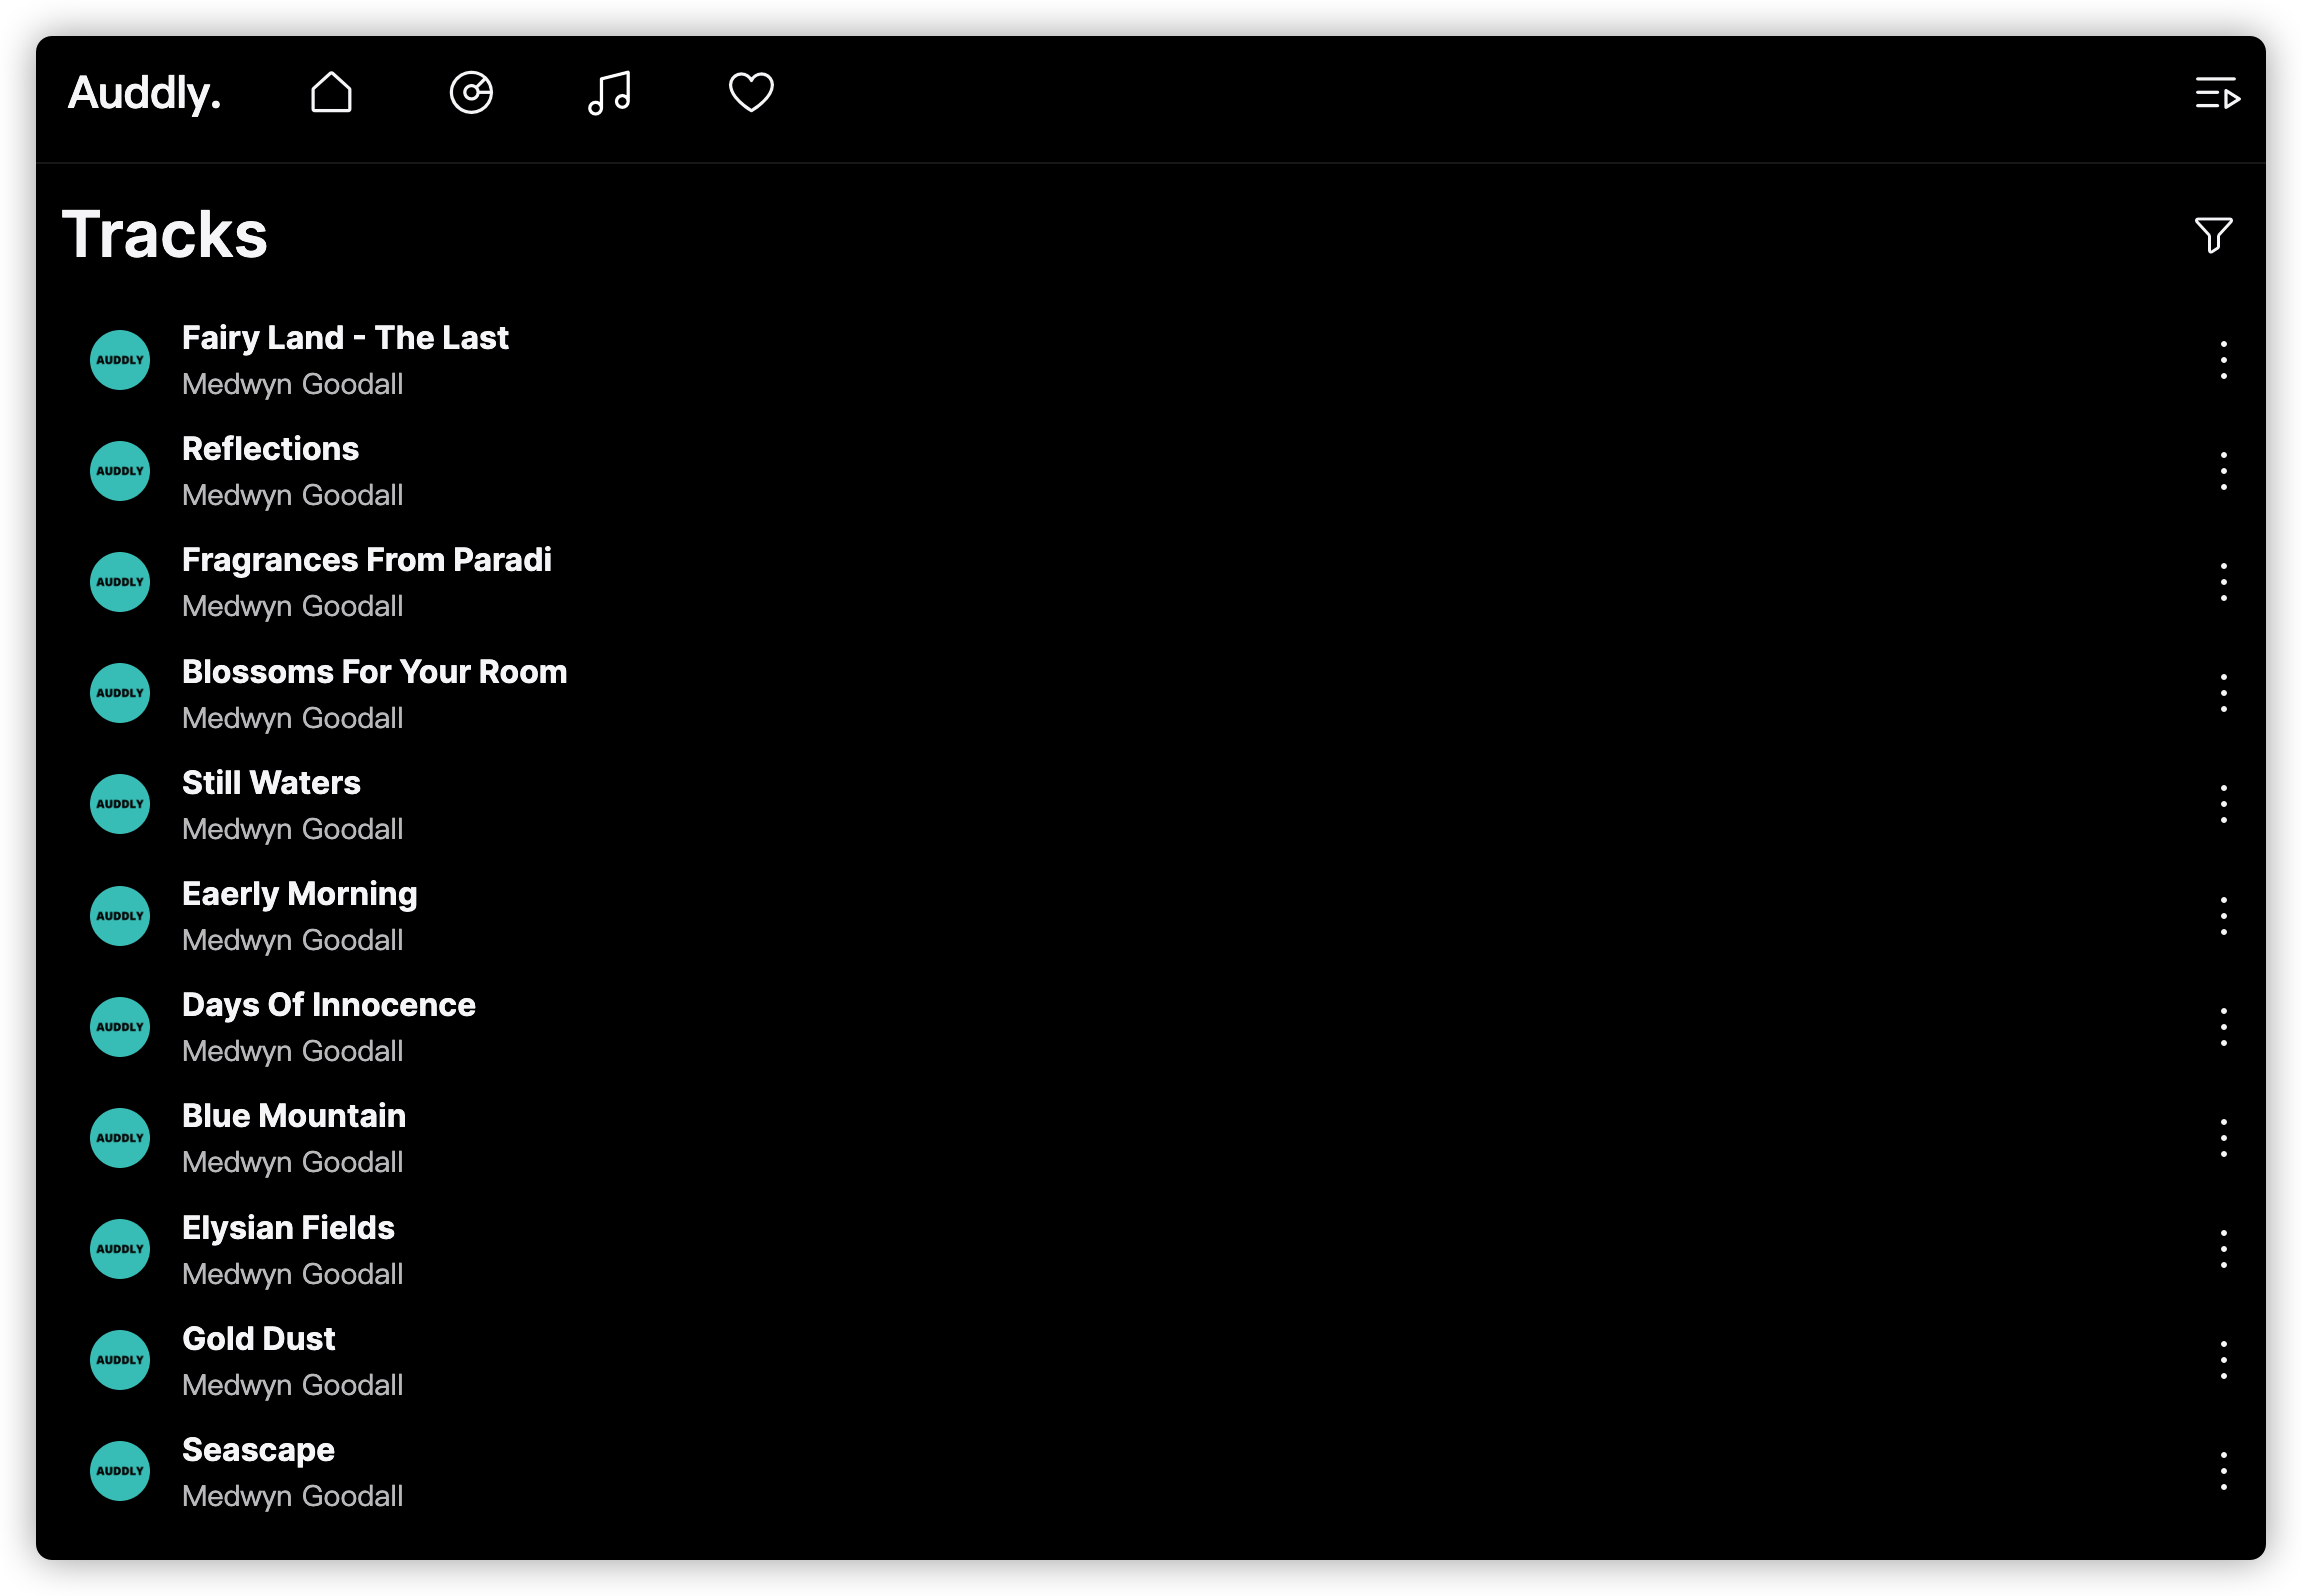 Auddly.
Tracks
AUDDLY
Fairy Land - The Last
Medwyn Goodall
AUDDLY
Reflections
Medwyn Goodall
AUDDLY
Fragrances From Paradi
Medwyn Goodall
AUDDLY
Blossoms For Your Room
Medwyn Goodall
AUDDLY
Still Waters
Medwyn Goodall
AUDDLY
Eaerly Morning
Medwyn Goodall
AUDDLY
Days Of Innocence
Medwyn Goodall
AUDDLY
Blue Mountain
Medwyn Goodall
AUDDLY
Elysian Fields
Medwyn Goodall
AUDDLY
Gold Dust
Medwyn Goodall
AUDDLY
Seascape
Medwyn Goodall